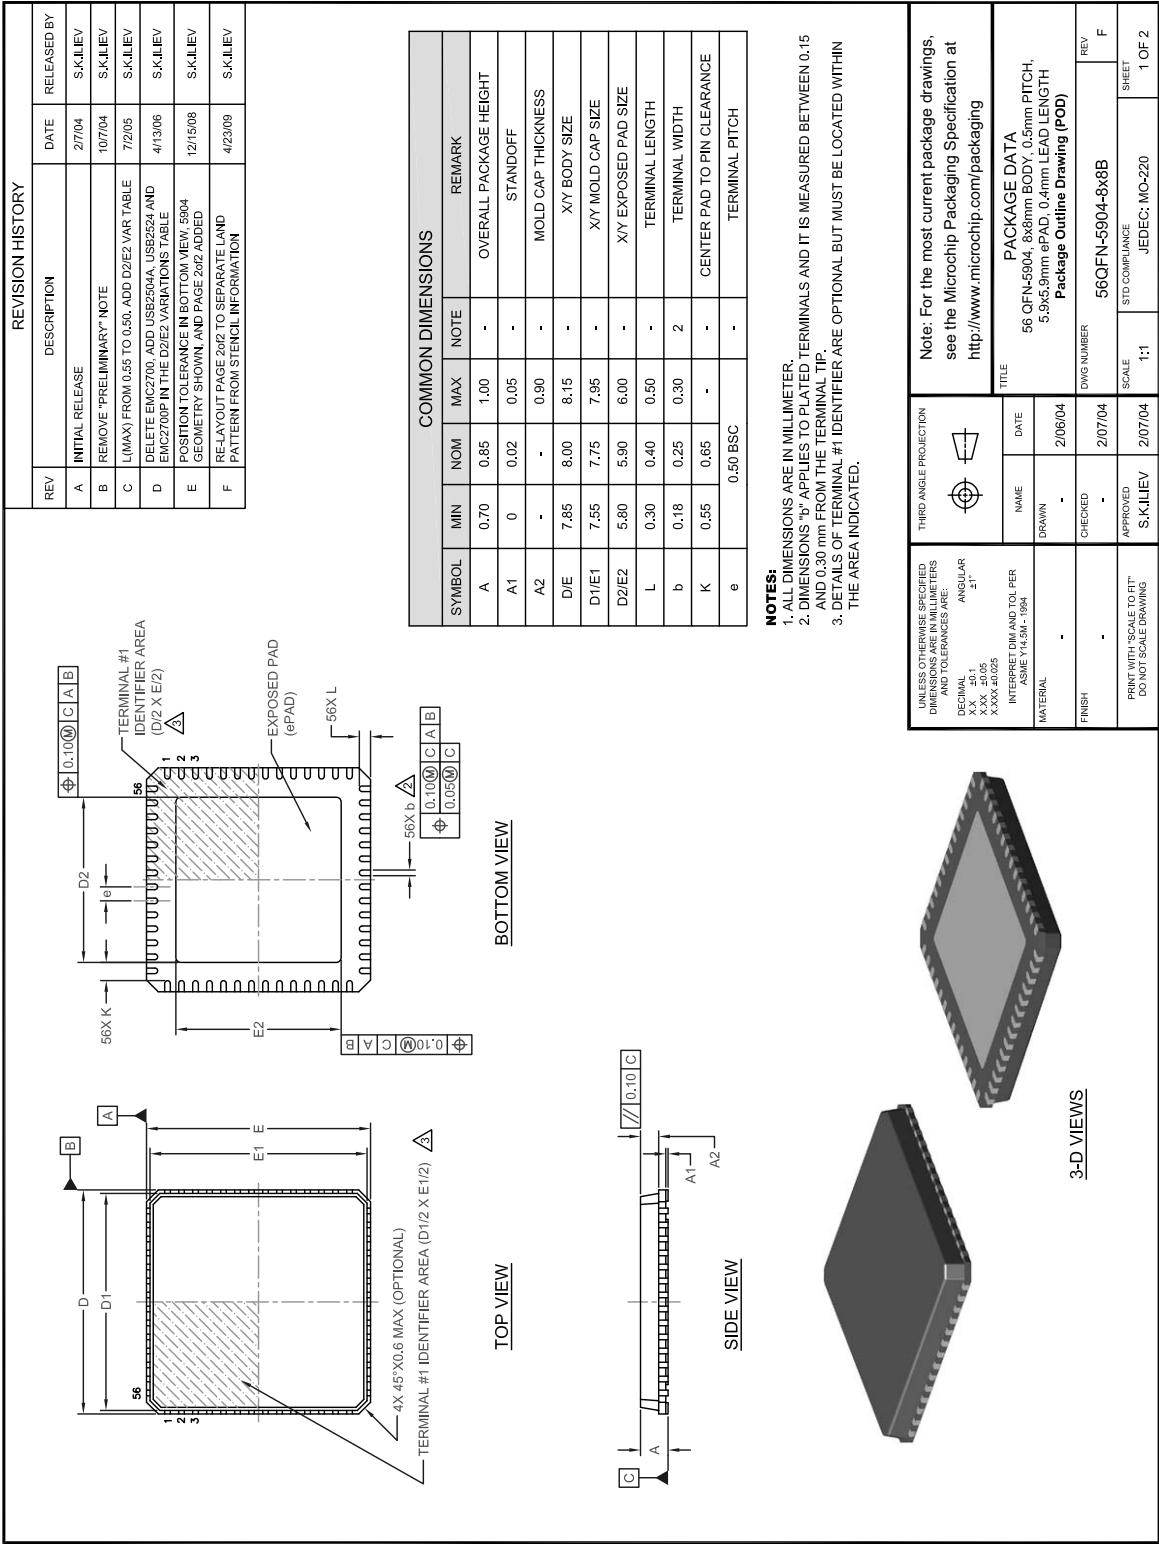 REVISION HISTORY
REV DESCRIPTION DATE RELEASED BY
A INITIAL RELEASE 2/7/04 S.K.ILIEV
B REMOVE "PRELIMINARY" NOTE 10/7/04 S.K.ILIEV
C L(MAX) FROM 0.55 TO 0.50. ADD D2/E2 VAR TABLE 7/2/05 S.K.ILIEV
D DELETE EMC2700, ADD USB2504A, USB2524 AND
EMC2700P IN THE D2/E2 VARIATIONS TABLE 4/13/06 S.K.ILIEV
E POSITION TOLERANCE IN BOTTOM VIEW, 5904
GEOMETRY SHOWN, AND PAGE 2of2 ADDED 12/15/08 S.K.ILIEV
F RE-LAYOUT PAGE 2of2 TO SEPARATE LAND
PATTERN FROM STENCIL INFORMATION 4/23/09 S.K.ILIEV
D
D1
B
A
E1
E
56
1
2
3
4X 45°X0.6 MAX (OPTIONAL)
TERMINAL #1 IDENTIFIER AREA (D1/2 X E1/2) 3
TOP VIEW
56X K
D2
e
0.10 M C A B
TERMINAL #1
IDENTIFIER AREA
(D/2 X E/2)
3
56
1
2
3
E2
0.10 M C A B
EXPOSED PAD
(ePAD)
56X L
56X b 2
0.10 M C A B
0.05 M C
BOTTOM VIEW
C
A
// 0.10 C
A1
A2
SIDE VIEW
3-D VIEWS
COMMON DIMENSIONS
SYMBOL MIN NOM MAX NOTE REMARK
A 0.70 0.85 1.00 - OVERALL PACKAGE HEIGHT
A1 0 0.02 0.05 - STANDOFF
A2 - - 0.90 - MOLD CAP THICKNESS
D/E 7.85 8.00 8.15 - X/Y BODY SIZE
D1/E1 7.55 7.75 7.95 - X/Y MOLD CAP SIZE
D2/E2 5.80 5.90 6.00 - X/Y EXPOSED PAD SIZE
L 0.30 0.40 0.50 - TERMINAL LENGTH
b 0.18 0.25 0.30 2 TERMINAL WIDTH
K 0.55 0.65 - - CENTER PAD TO PIN CLEARANCE
e 0.50 BSC - TERMINAL PITCH
NOTES:
1. ALL DIMENSIONS ARE IN MILLIMETER.
2. DIMENSIONS "b" APPLIES TO PLATED TERMINALS AND IT IS MEASURED BETWEEN 0.15
AND 0.30 mm FROM THE TERMINAL TIP.
3. DETAILS OF TERMINAL #1 IDENTIFIER ARE OPTIONAL BUT MUST BE LOCATED WITHIN
THE AREA INDICATED.
UNLESS OTHERWISE SPECIFIED
DIMENSIONS ARE IN MILLIMETERS
AND TOLERANCES ARE:
DECIMAL ANGULAR
X.X ±0.1 ±1°
X.XX ±0.05
X.XXX ±0.025
INTERPRET DIM AND TOL PER
ASME Y14.5M - 1994
MATERIAL
-
FINISH
-
PRINT WITH "SCALE TO FIT"
DO NOT SCALE DRAWING
THIRD ANGLE PROJECTION
NAME DATE
DRAWN
- 2/06/04
CHECKED
- 2/07/04
APPROVED
S.K.ILIEV 2/07/04
Note: For the most current package drawings,
see the Microchip Packaging Specification at
http://www.microchip.com/packaging
TITLE
PACKAGE DATA
56 QFN-5904, 8x8mm BODY, 0.5mm PITCH,
5.9x5.9mm ePAD, 0.4mm LEAD LENGTH
Package Outline Drawing (POD)
DWG NUMBER
56QFN-5904-8x8B
REV
F
SCALE
1:1
STD COMPLIANCE
JEDEC: MO-220
SHEET
1 OF 2